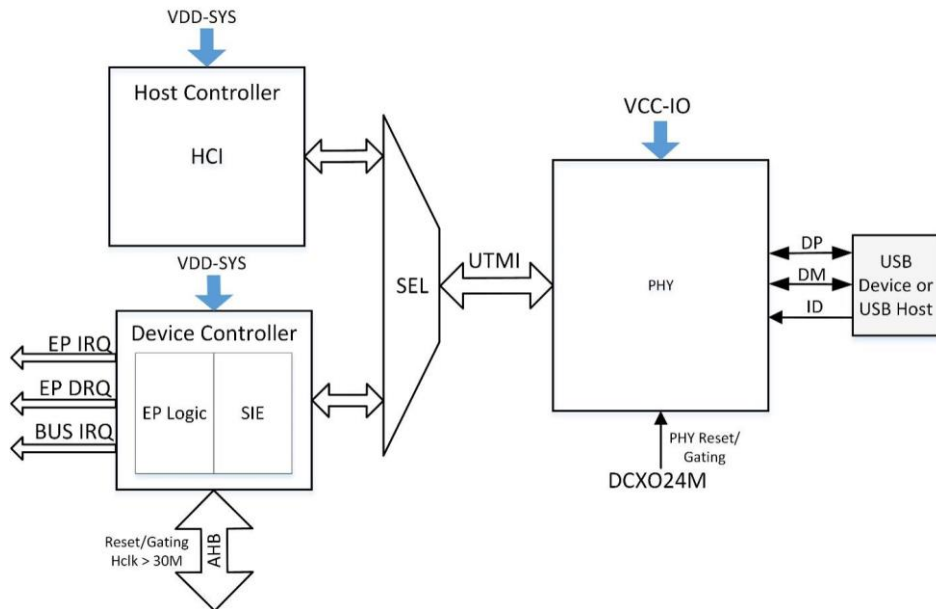 VDD-SYS
Host Controller
HCI
VDD-SYS
Device Controller
EP Logic
SIE
EP IRQ
EP DRQ
BUS IRQ
Reset/Gating
Hclk > 30M
AHB
SEL
UTMI
VCC-IO
PHY
PHY Reset/
Gating
DCXO24M
DP
DM
ID
USB
Device or
USB Host